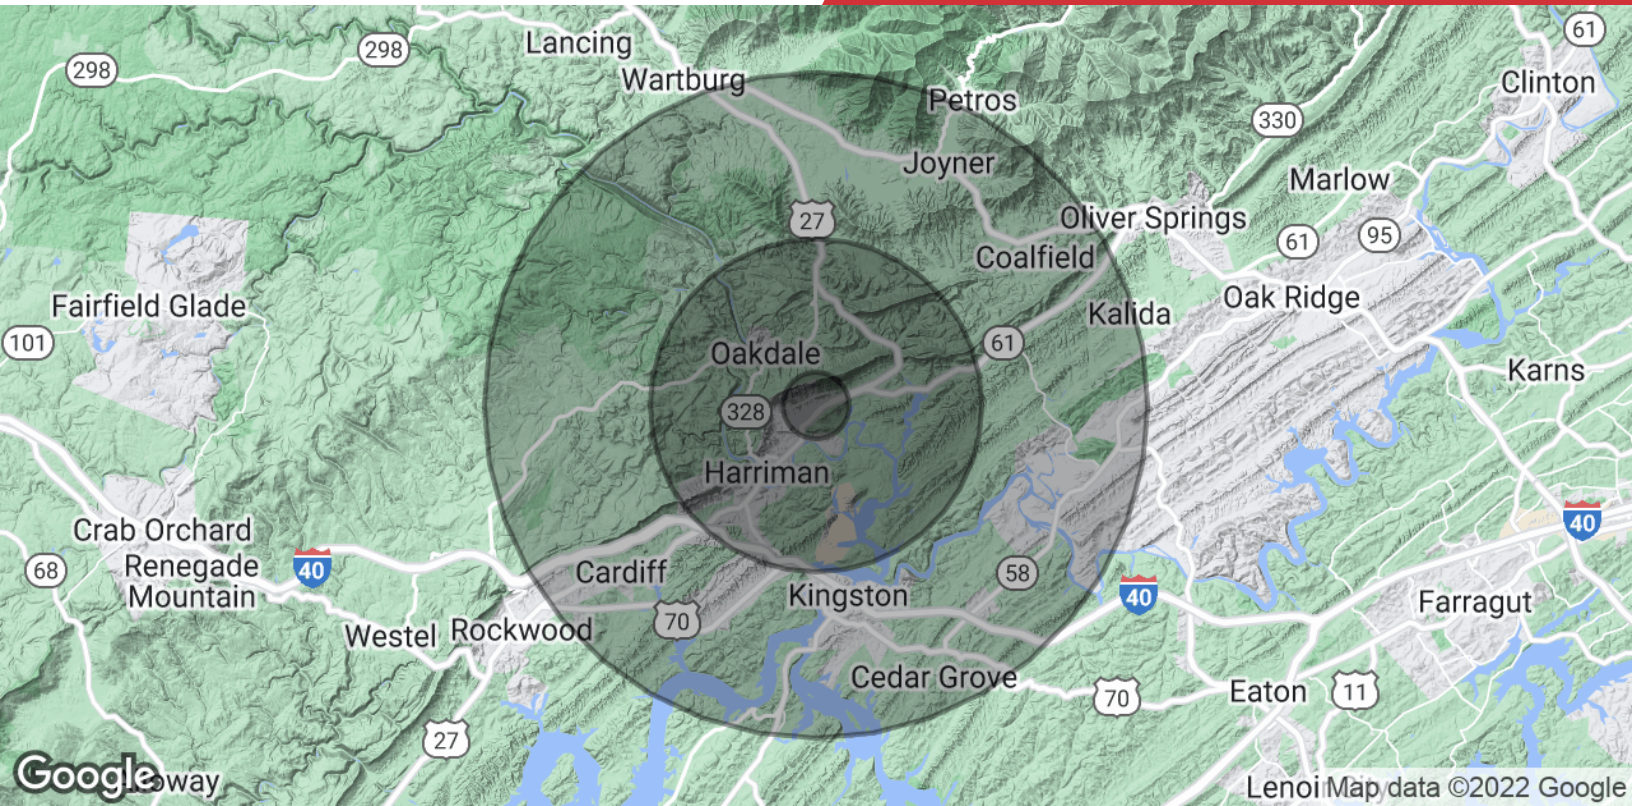 61
298
Lancing
298
Wartburg
Clinton
Petros
330
Joyner
Marlow
27
Oliver Springs
61
95
Coalfield
Fairfield Glade
Oak Ridge
Kalida
101
61
Oakdale
Karns
328
Harriman
Crab Orchard
40
Renegade
Mountain
68
40
Cardiff
58
40
Kingston
Farragut
70
Westel
Rockwood
Cedar Grove
70
Eaton
11
27
Google
Lenoi
Map data ©2022 Google